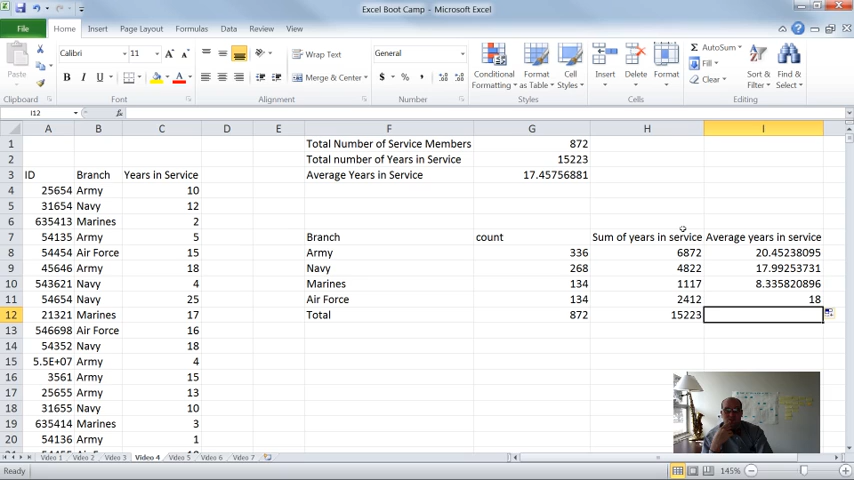 Excel Boot Camp - Microsoft Excel
File Home Insert Page Layout Formulas Data Review View
Paste Calibri 11 Wrap Text General Conditional Formatting Format as Table Cell Styles Insert Delete Format AutoSum Fill Clear Sort & Filter Find & Select
B I U Merge & Center $ % ,
Clipboard Font Alignment Number Styles Cells Editing
I12 fx
A B C D E F G H I
1 Total Number of Service Members 872
2 Total number of Years in Service 15223
3 ID Branch Years in Service Average Years in Service 17.45756881
4 25654 Army 10
5 31654 Navy 12
6 635413 Marines 2
7 54135 Army 5 Branch count Sum of years in service Average years in service
8 54454 Air Force 15 Army 336 6872 20.45238095
9 45646 Army 18 Navy 268 4822 17.99253731
10 543621 Navy 4 Marines 134 1117 8.335820896
11 54654 Navy 25 Air Force 134 2412 18
12 21321 Marines 17 Total 872 15223
13 546698 Air Force 16
14 54352 Navy 18
15 5.5E+07 Army 4
16 3561 Army 15
17 25655 Army 13
18 31655 Navy 10
19 635414 Marines 3
20 54136 Army 1
Video 1 Video 2 Video 3 Video 4 Video 5 Video 6 Video 7
Ready 145%